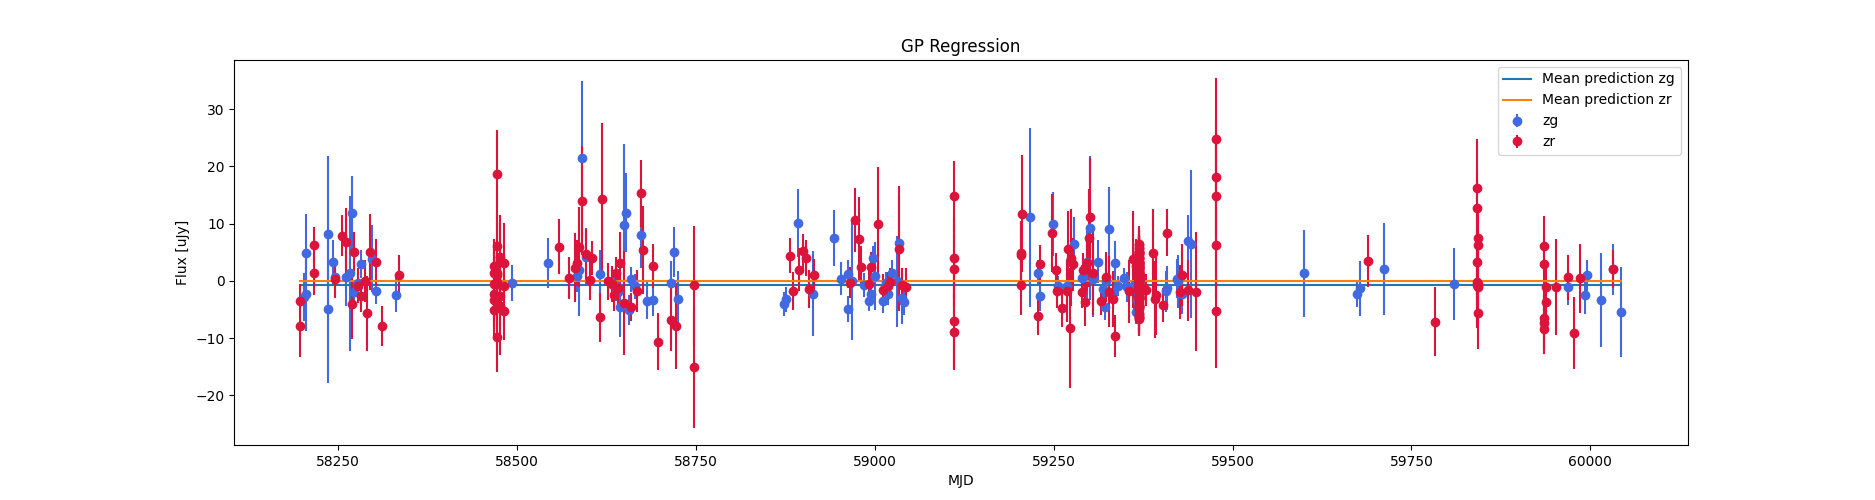 GP Regression
Flux [uJy]
30
20
10
0
−10
−20
58250
58500
58750
59000
59250
59500
59750
60000
MJD
Mean prediction zg
Mean prediction zr
zg
zr